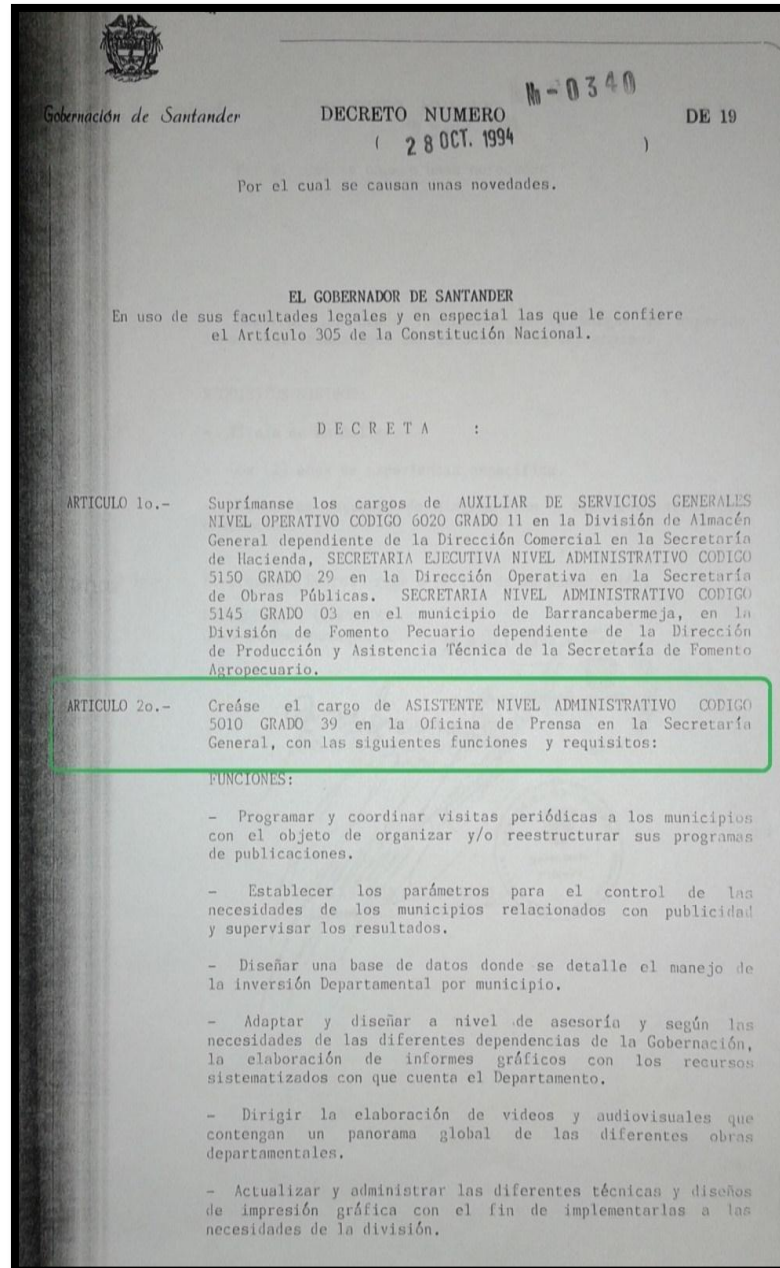 № - 0340
Gobernación de Santander DECRETO NUMERO DE 19
( 28 OCT. 1994 )
Por el cual se causan unas novedades.
EL GOBERNADOR DE SANTANDER
En uso de sus facultades legales y en especial las que le confiere
el Artículo 305 de la Constitución Nacional.
D E C R E T A :
ARTICULO 1o.- Suprímanse los cargos de AUXILIAR DE SERVICIOS GENERALES
NIVEL OPERATIVO CODIGO 6020 GRADO 11 en la División de Almacén
General dependiente de la Dirección Comercial en la Secretaría
de Hacienda, SECRETARIA EJECUTIVA NIVEL ADMINISTRATIVO CODIGO
5150 GRADO 29 en la Dirección Operativa en la Secretaría
de Obras Públicas. SECRETARIA NIVEL ADMINISTRATIVO CODIGO
5145 GRADO 03 en el municipio de Barrancabermeja, en la
División de Fomento Pecuario dependiente de la Dirección
de Producción y Asistencia Técnica de la Secretaría de Fomento
Agropecuario.
ARTICULO 2o.- Creáse el cargo de ASISTENTE NIVEL ADMINISTRATIVO CODIGO
5010 GRADO 39 en la Oficina de Prensa en la Secretaría
General, con las siguientes funciones y requisitos:
FUNCIONES:
- Programar y coordinar visitas periódicas a los municipios
con el objeto de organizar y/o reestructurar sus programas
de publicaciones.
- Establecer los parámetros para el control de las
necesidades de los municipios relacionados con publicidad
y supervisar los resultados.
- Diseñar una base de datos donde se detalle el manejo de
la inversión Departamental por municipio.
- Adaptar y diseñar a nivel de asesoría y según las
necesidades de las diferentes dependencias de la Gobernación,
la elaboración de informes gráficos con los recursos
sistematizados con que cuenta el Departamento.
- Dirigir la elaboración de videos y audiovisuales que
contengan un panorama global de las diferentes obras
departamentales.
- Actualizar y administrar las diferentes técnicas y diseños
de impresión gráfica con el fin de implementarlas a las
necesidades de la división.